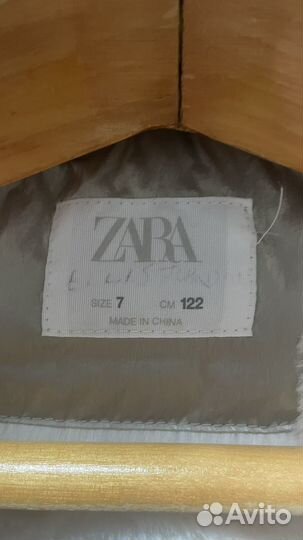 ZARA
SIZE 7 CM 122
MADE IN CHINA
Avito